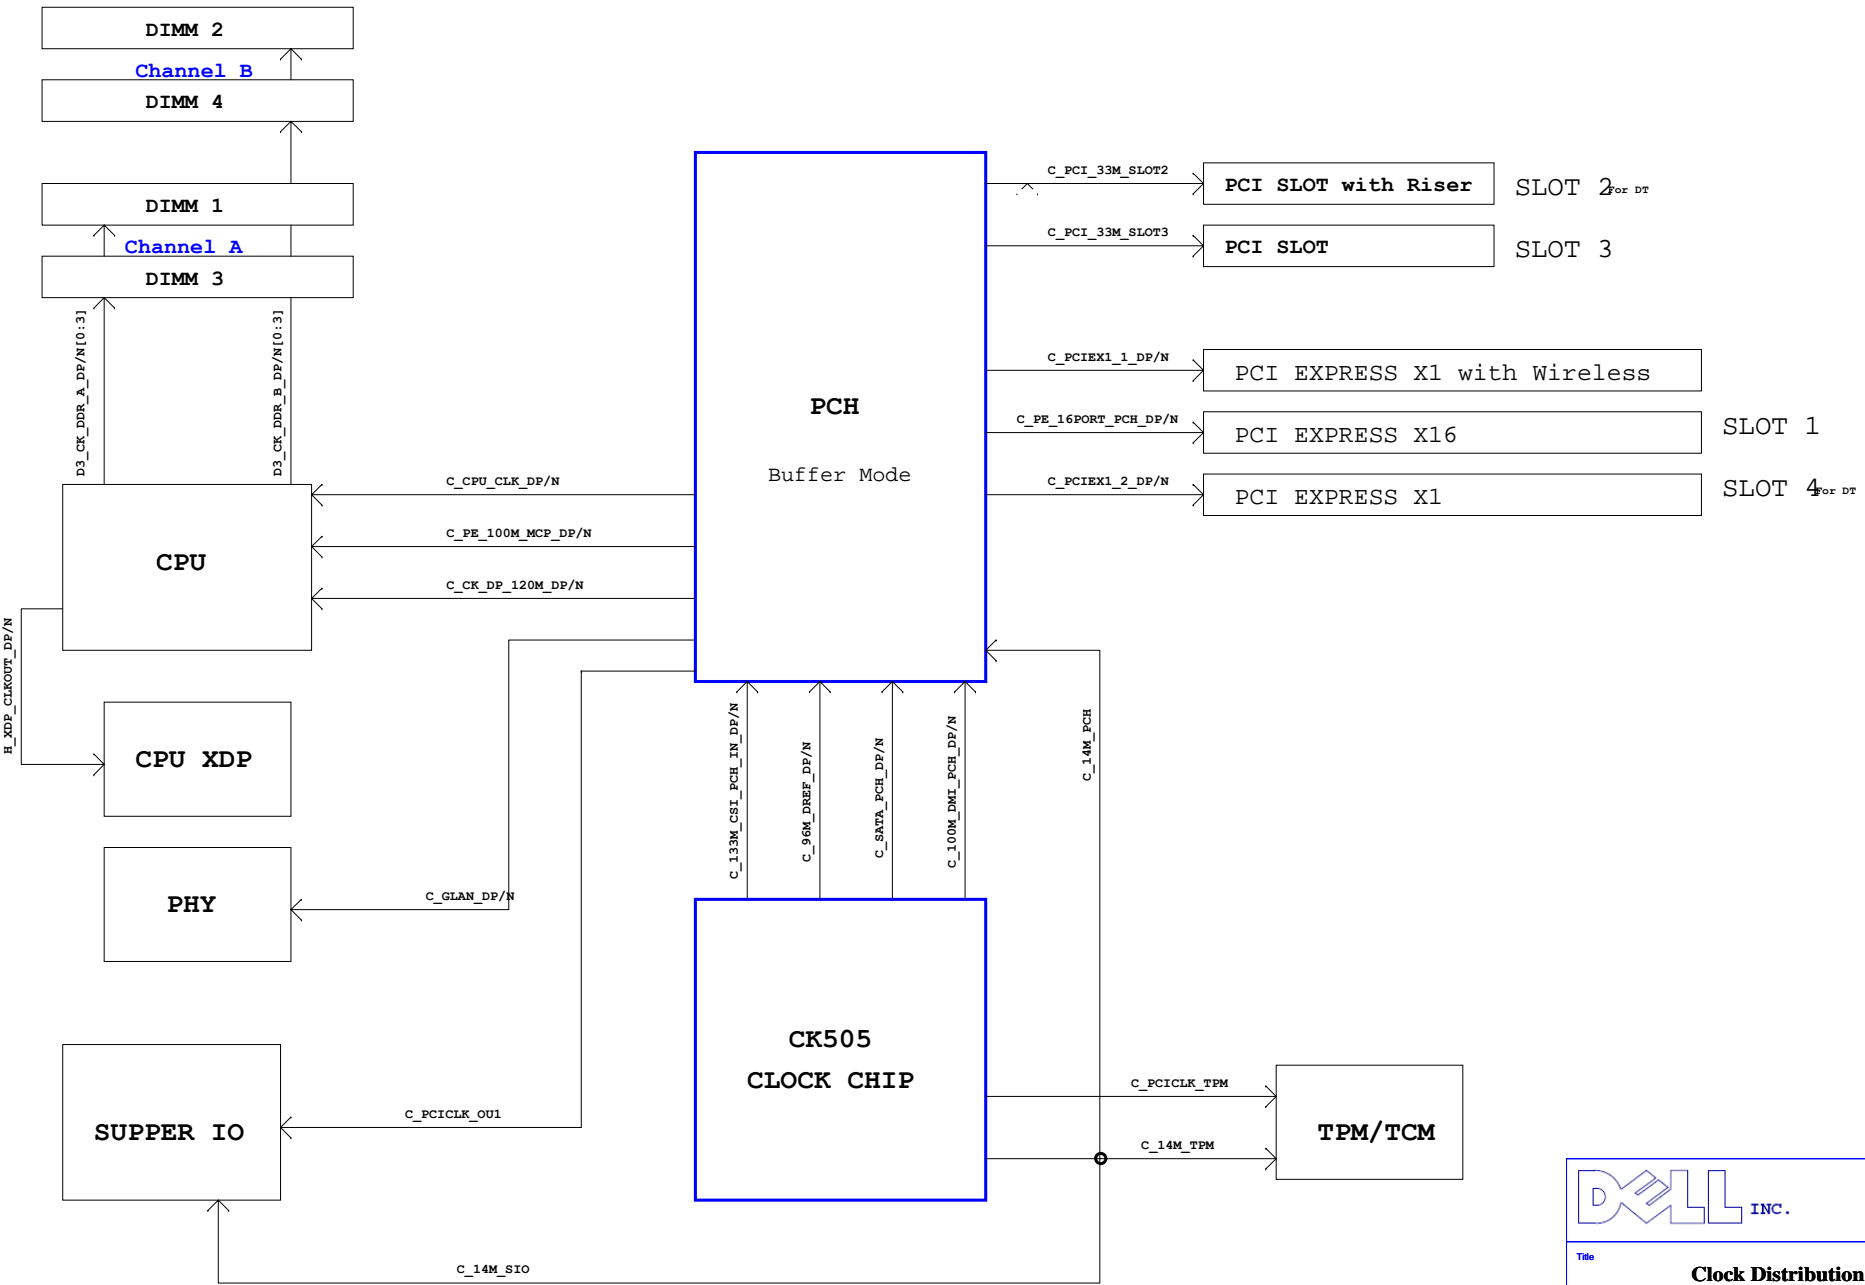 DIMM 2
Channel B
DIMM 4
DIMM 1
Channel A
DIMM 3
D3_CK_DDR_A_DP/N[0:3]
D3_CK_DDR_B_DP/N[0:3]
CPU
H_XDP_CLKOUT_DP/N
CPU XDP
PHY
SUPPER IO
C_CPU_CLK_DP/N
C_PE_100M_MCP_DP/N
C_CK_DP_120M_DP/N
C_GLAN_DP/N
C_PCICLK_OU1
C_14M_SIO
PCH
Buffer Mode
C_133M_CSI_PCH_IN_DP/N
C_96M_DREF_DP/N
C_SATA_PCH_DP/N
C_100M_DMI_PCH_DP/N
C_14M_PCH
CK505
CLOCK CHIP
C_PCI_33M_SLOT2
PCI SLOT with Riser
SLOT 2 For DT
C_PCI_33M_SLOT3
PCI SLOT
SLOT 3
C_PCIEX1_1_DP/N
PCI EXPRESS X1 with Wireless
C_PE_16PORT_PCH_DP/N
PCI EXPRESS X16
SLOT 1
C_PCIEX1_2_DP/N
PCI EXPRESS X1
SLOT 4 For DT
C_PCICLK_TPM
C_14M_TPM
TPM/TCM
DELL INC.
Title
Clock Distribution